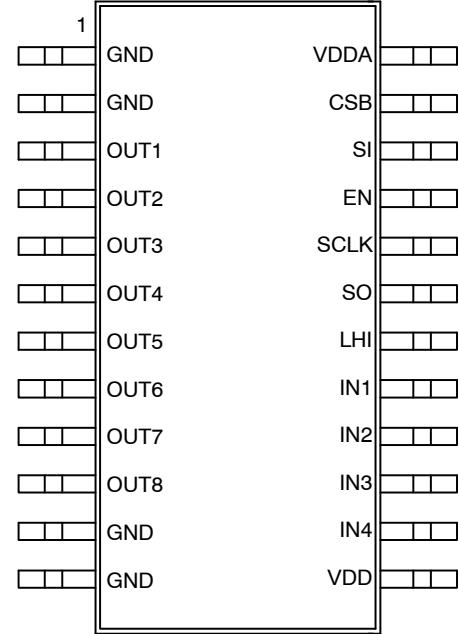 1
GND VDDA
GND CSB
OUT1 SI
OUT2 EN
OUT3 SCLK
OUT4 SO
OUT5 LHI
OUT6 IN1
OUT7 IN2
OUT8 IN3
GND IN4
GND VDD